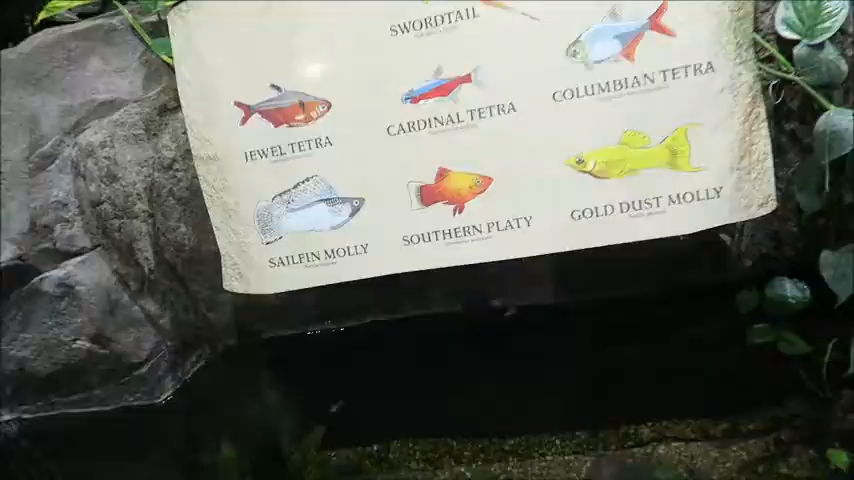 SWORDTAIL
JEWEL TETRA
CARDINAL TETRA
COLUMBIAN TETRA
SAILFIN MOLLY
SOUTHERN PLATY
GOLD DUST MOLLY